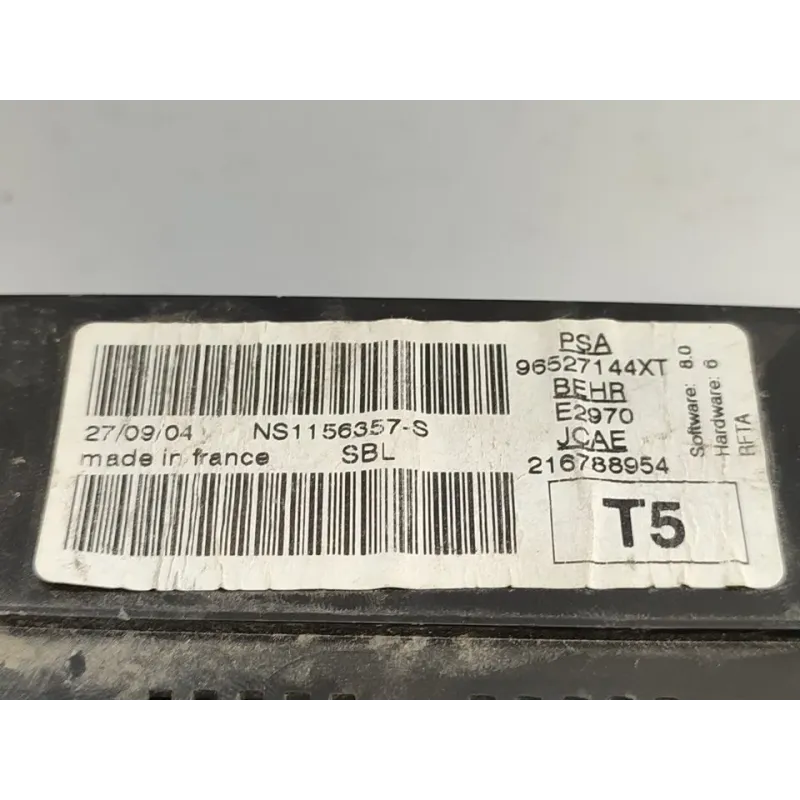 PSA
96527144XT
BEHR
E2970
JCAE
216788954
T5
27/09/04 NS1156357-S
made in france SBL
Software: 8.0
Hardware: 6
RFTA